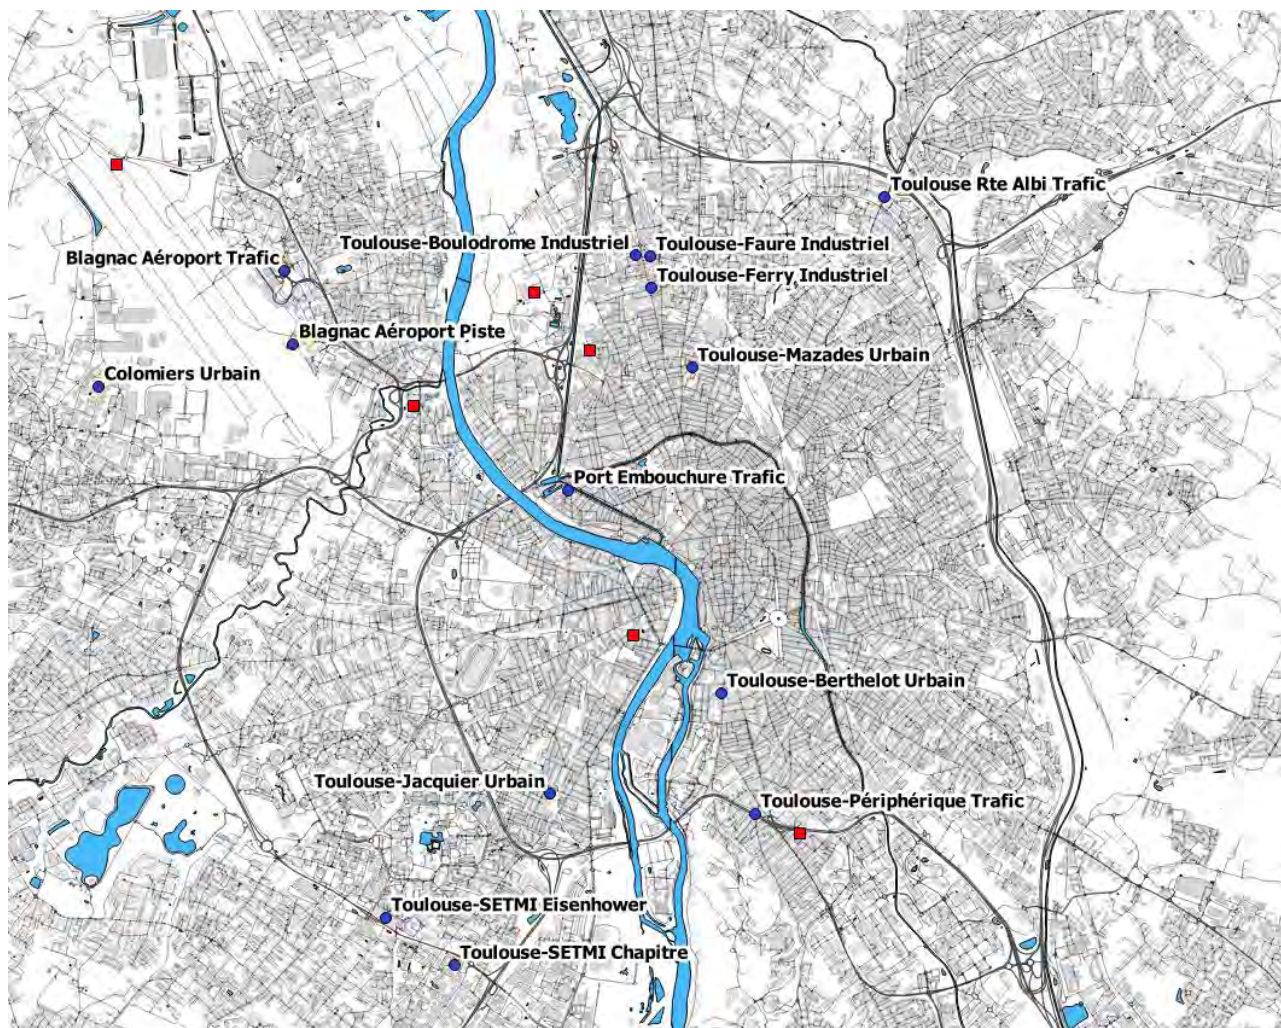 Toulouse Rte Albi Trafic
Toulouse-Boulodrome Industriel
Toulouse-Faure Industriel
Blagnac Aéroport Trafic
Toulouse-Ferry Industriel
Blagnac Aéroport Piste
Toulouse-Mazades Urbain
Colomiers Urbain
Port Embouchure Trafic
Toulouse-Berthelot Urbain
Toulouse-Jacquier Urbain
Toulouse-Périphérique Trafic
Toulouse-SETMI Eisenhower
Toulouse-SETMI Chapitre